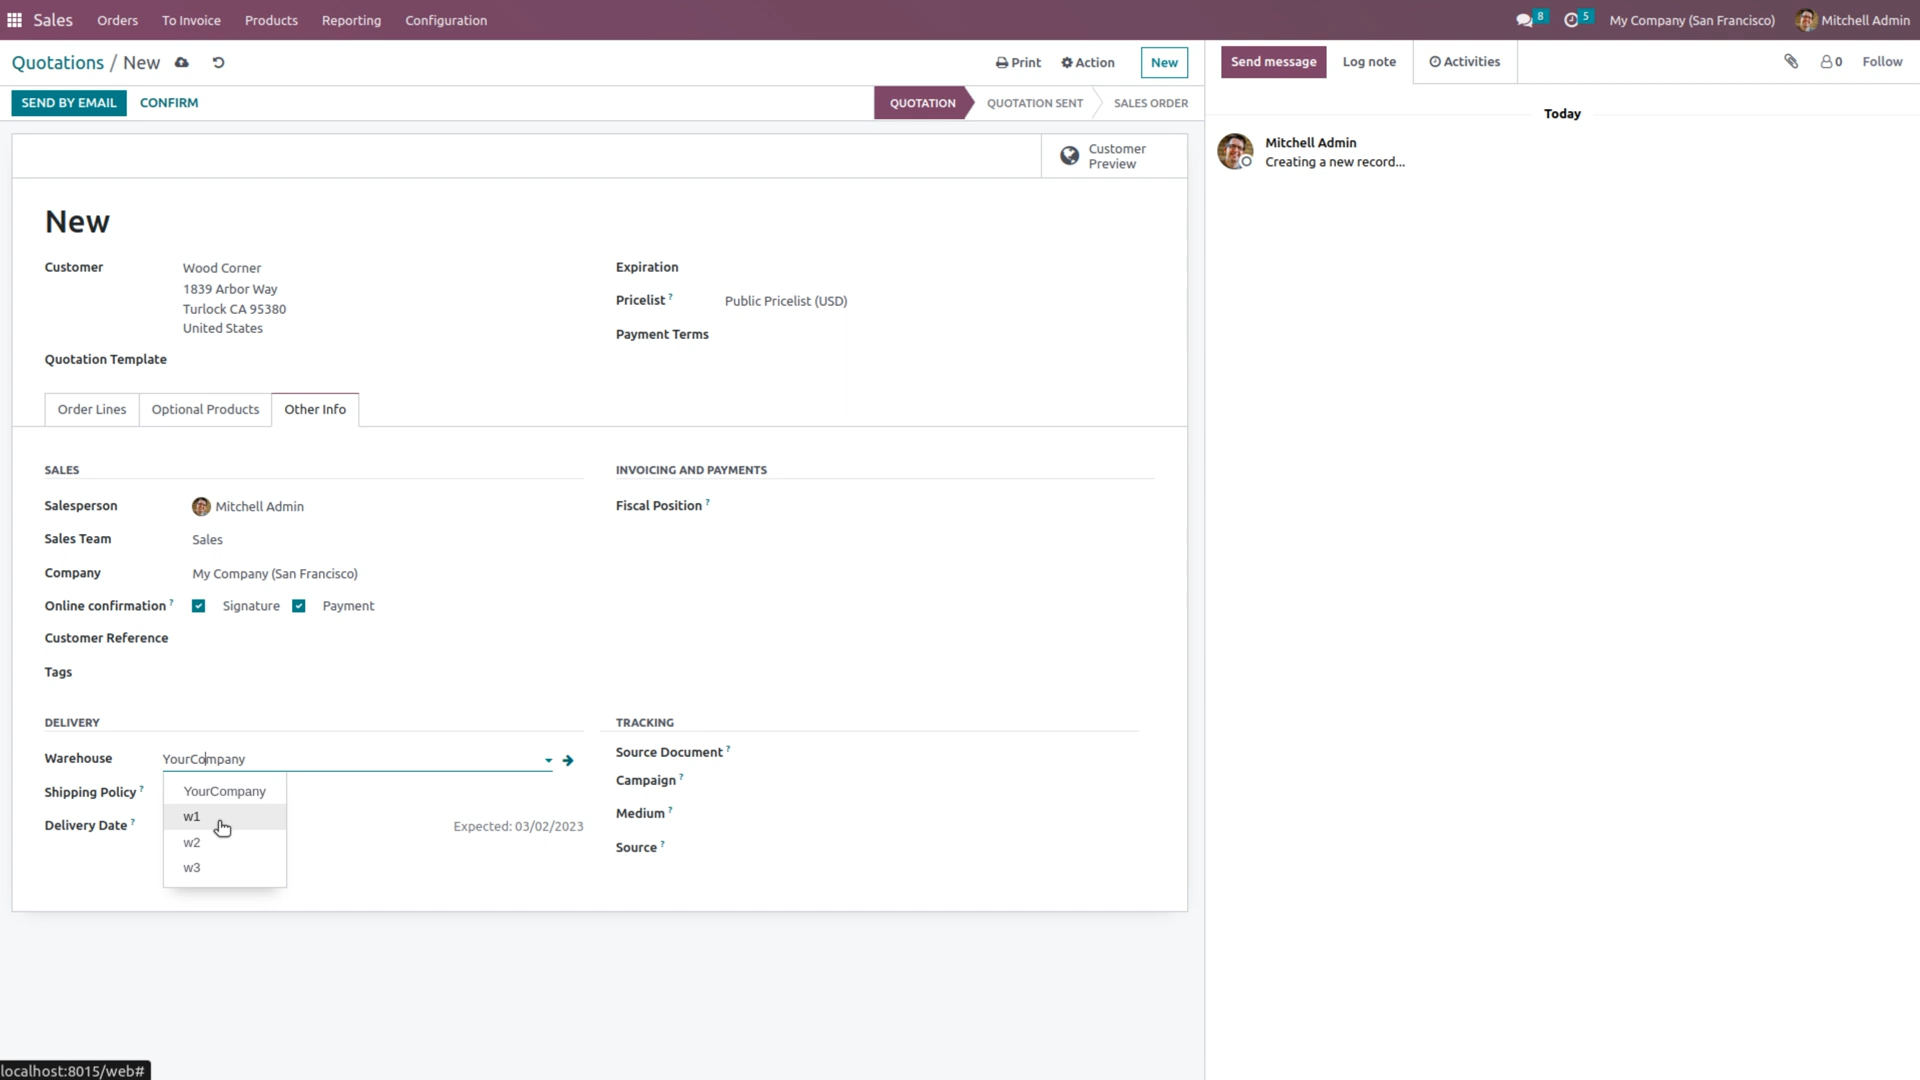 Sales Orders To Invoice Products Reporting Configuration 8 5 My Company (San Francisco) Mitchell Admin
Quotations / New Print Action New
SEND BY EMAIL CONFIRM QUOTATION QUOTATION SENT SALES ORDER
Customer
Preview
New
Customer Wood Corner
1839 Arbor Way
Turlock CA 95380
United States
Quotation Template
Expiration
Pricelist ? Public Pricelist (USD)
Payment Terms
Order Lines Optional Products Other Info
SALES
Salesperson Mitchell Admin
Sales Team Sales
Company My Company (San Francisco)
Online confirmation ? Signature Payment
Customer Reference
Tags
INVOICING AND PAYMENTS
Fiscal Position ?
DELIVERY
Warehouse YourCompany
YourCompany
w1
w2
w3
Shipping Policy ?
Delivery Date ? Expected: 03/02/2023
TRACKING
Source Document ?
Campaign ?
Medium ?
Source ?
Send message Log note Activities 0 Follow
Today
Mitchell Admin
Creating a new record...
localhost:8015/web#